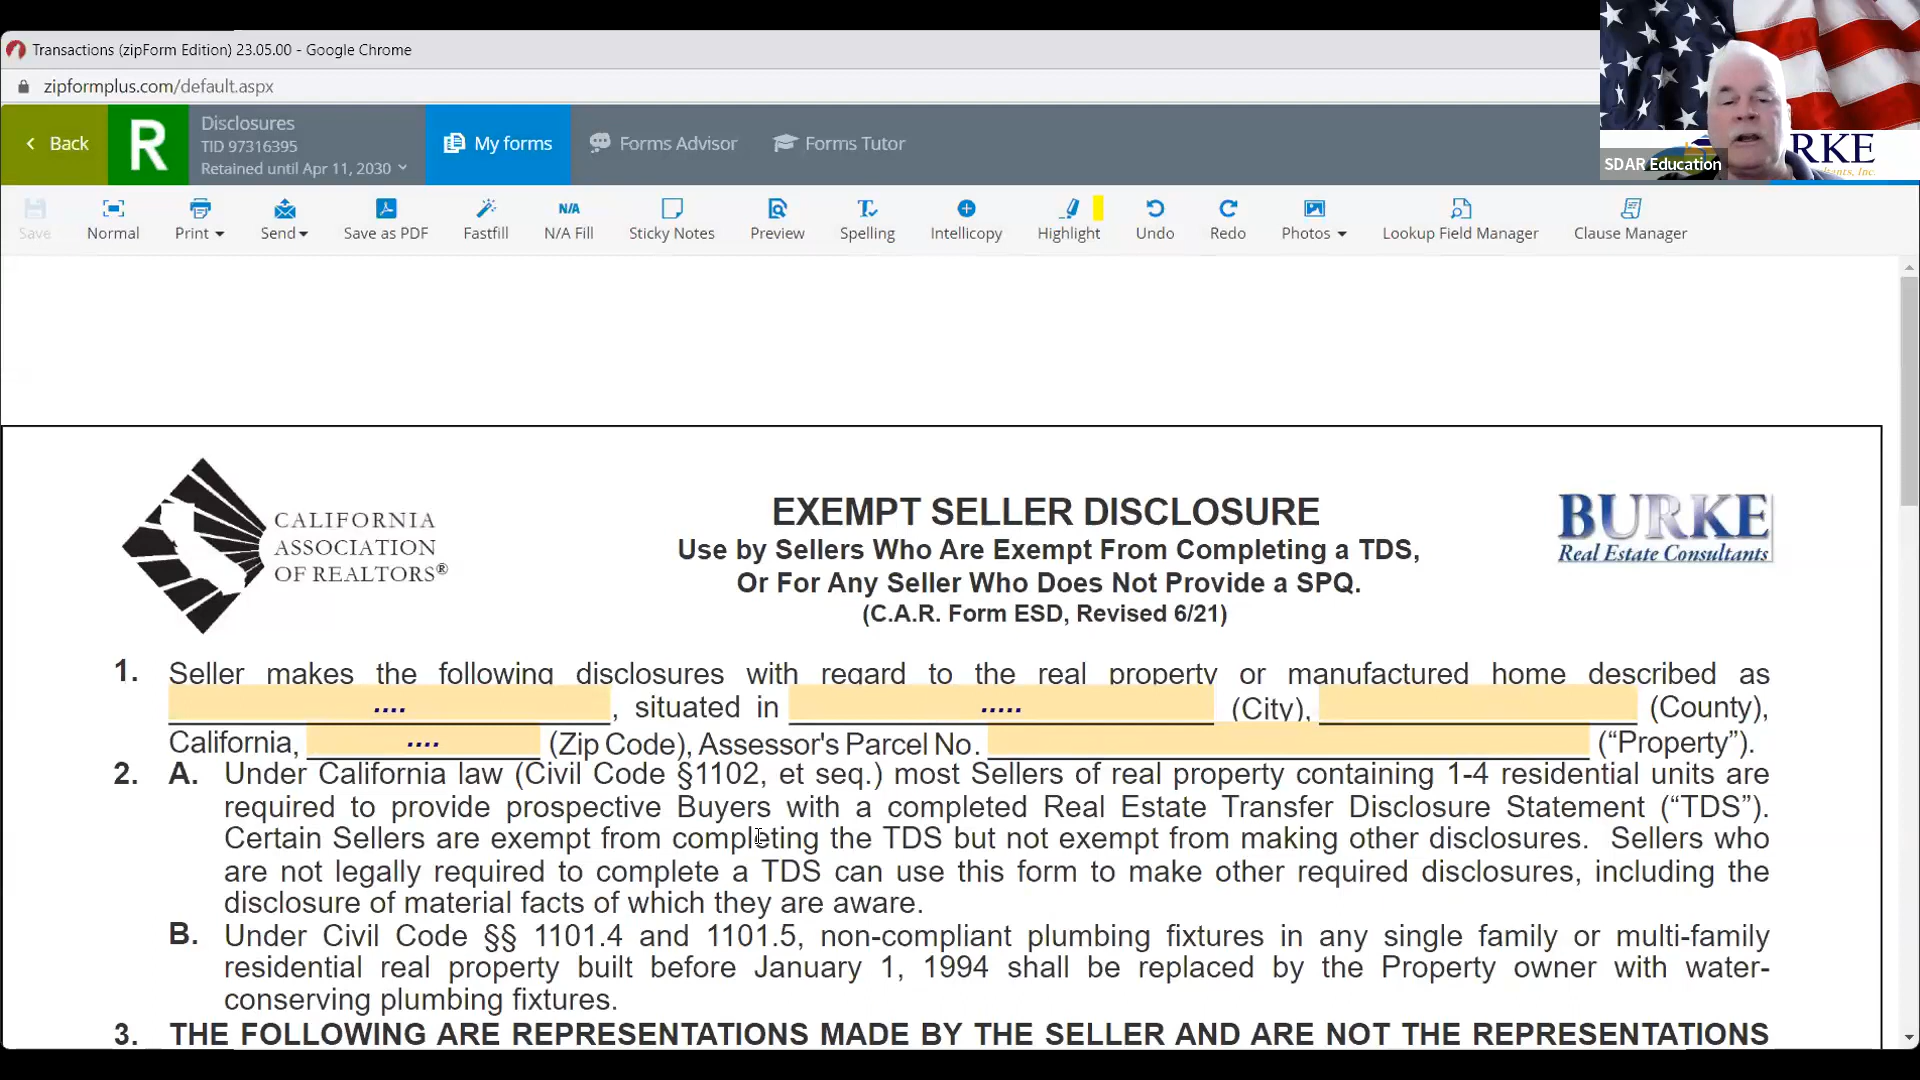 Transactions (zipForm Edition) 23.05.00 - Google Chrome
zipformplus.com/default.aspx
Back
R
Disclosures
TID 97316395
Retained until Apr 11, 2030
My forms
Forms Advisor
Forms Tutor
RKE
SDAR Education
Save
Normal
Print
Send
Save as PDF
Fastfill
N/A
N/A Fill
Sticky Notes
Preview
Spelling
Intellicopy
Highlight
Undo
Redo
Photos
Lookup Field Manager
Clause Manager
CALIFORNIA
ASSOCIATION
OF REALTORS®
EXEMPT SELLER DISCLOSURE
Use by Sellers Who Are Exempt From Completing a TDS,
Or For Any Seller Who Does Not Provide a SPQ.
(C.A.R. Form ESD, Revised 6/21)
BURKE
Real Estate Consultants
1. Seller makes the following disclosures with regard to the real property or manufactured home described as
...., situated in ..... (City), (County),
California, .... (Zip Code), Assessor's Parcel No. (“Property”).
2. A. Under California law (Civil Code §1102, et seq.) most Sellers of real property containing 1-4 residential units are
required to provide prospective Buyers with a completed Real Estate Transfer Disclosure Statement (“TDS”).
Certain Sellers are exempt from completing the TDS but not exempt from making other disclosures. Sellers who
are not legally required to complete a TDS can use this form to make other required disclosures, including the
disclosure of material facts of which they are aware.
B. Under Civil Code §§ 1101.4 and 1101.5, non-compliant plumbing fixtures in any single family or multi-family
residential real property built before January 1, 1994 shall be replaced by the Property owner with water-
conserving plumbing fixtures.
3. THE FOLLOWING ARE REPRESENTATIONS MADE BY THE SELLER AND ARE NOT THE REPRESENTATIONS